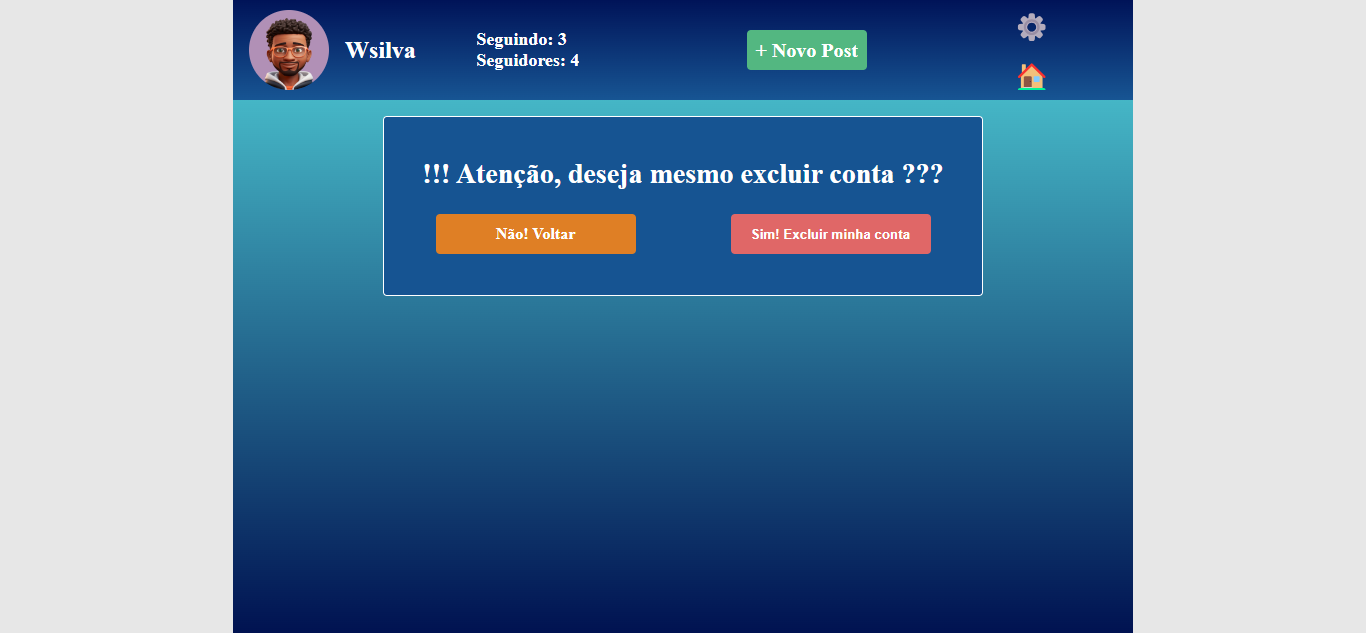 Wsilva
Seguindo: 3
Seguidores: 4
+ Novo Post
!!! Atenção, deseja mesmo excluir conta ???
Não! Voltar
Sim! Excluir minha conta